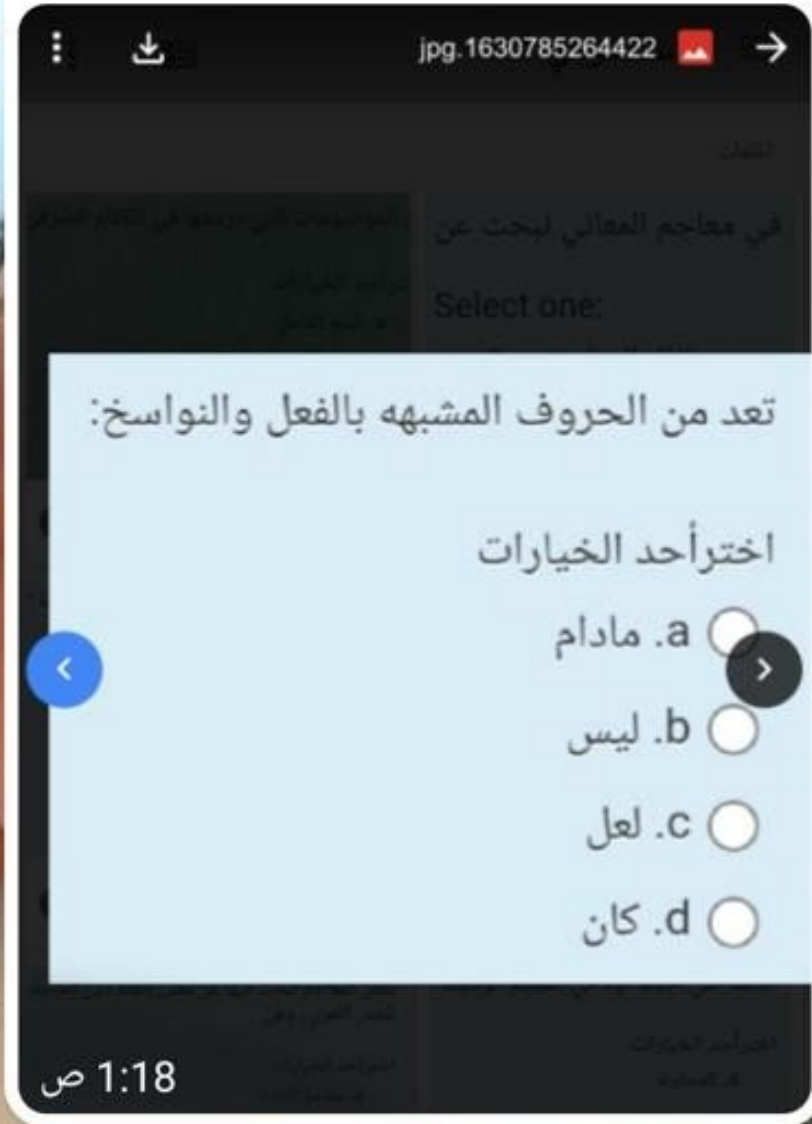 jpg.1630785264422
في معاجم المعاني نبحث عن
Select one:
تعد من الحروف المشبهه بالفعل والنواسخ:
اخترأحد الخيارات
a. مادام
b. ليس
c. لعل
d. كان
1:18 ص